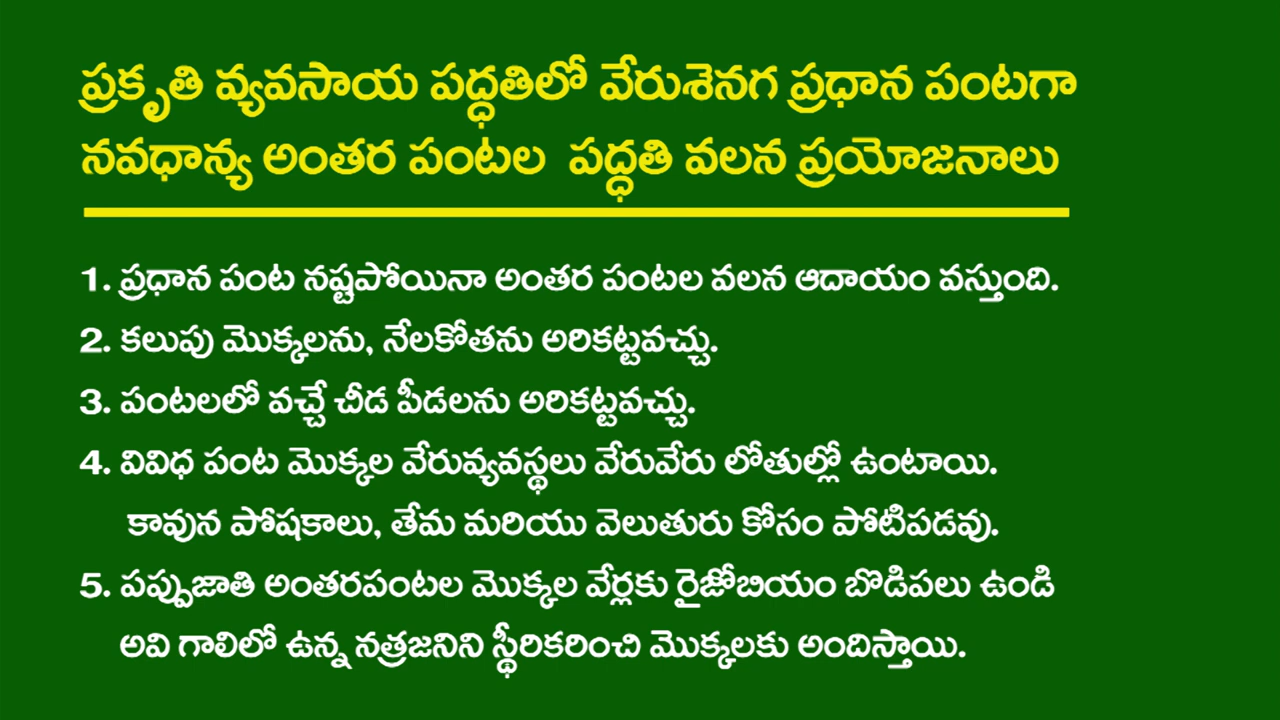 ప్రకృతి వ్యవసాయ పద్ధతిలో వేరుశెనగ ప్రధాన పంటగా
నవధాన్య అంతర పంటల పద్ధతి వలన ప్రయోజనాలు
1. ప్రధాన పంట నష్టపోయినా అంతర పంటల వలన ఆదాయం వస్తుంది.
2. కలుపు మొక్కలను, నేలకోతను అరికట్టవచ్చు.
3. పంటలలో వచ్చే చీడ పీడలను అరికట్టవచ్చు.
4. వివిధ పంట మొక్కల వేరువ్యవస్థలు వేరువేరు లోతుల్లో ఉంటాయి.
కావున పోషకాలు, తేమ మరియు వెలుతురు కోసం పోటిపడవు.
5. పప్పుజాతి అంతరపంటల మొక్కల వేర్లకు రైజోబియం బొడిపలు ఉండి
అవి గాలిలో ఉన్న నత్రజనిని స్థీరికరించి మొక్కలకు అందిస్తాయి.